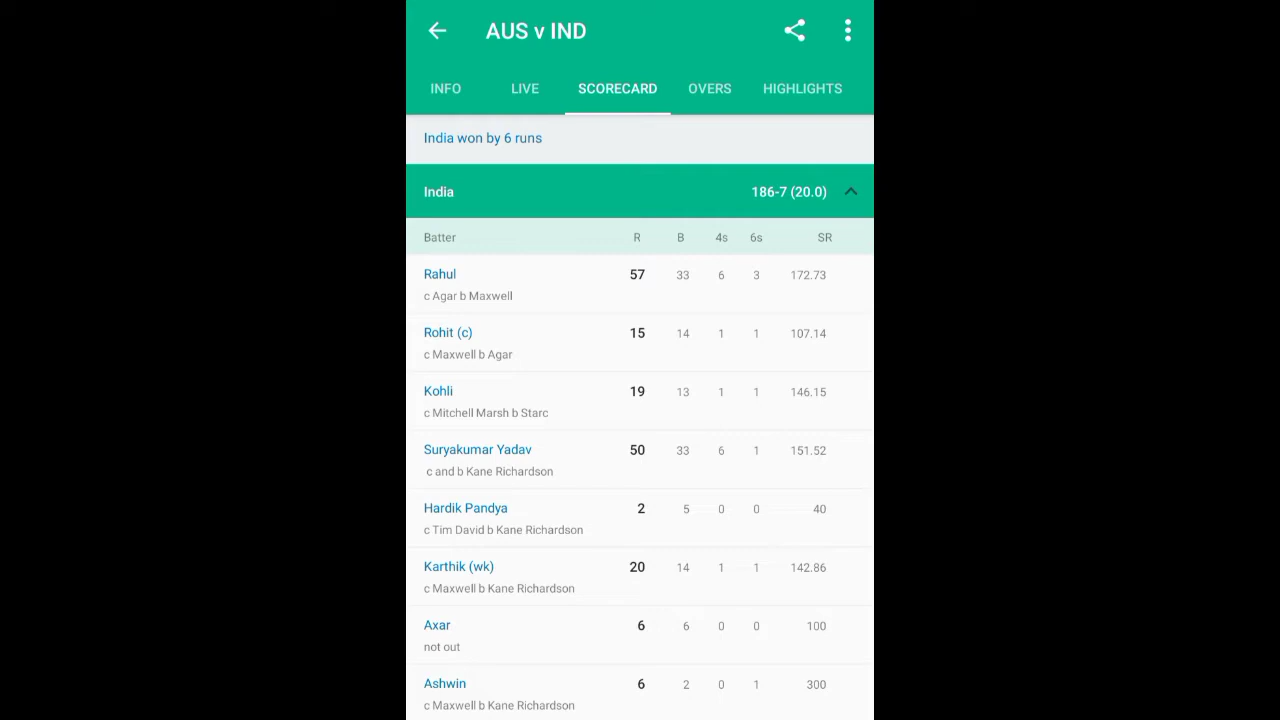 AUS v IND
INFO LIVE SCORECARD OVERS HIGHLIGHTS
India won by 6 runs
India 186-7 (20.0)
Batter R B 4s 6s SR
Rahul 57 33 6 3 172.73
c Agar b Maxwell
Rohit (c) 15 14 1 1 107.14
c Maxwell b Agar
Kohli 19 13 1 1 146.15
c Mitchell Marsh b Starc
Suryakumar Yadav 50 33 6 1 151.52
c and b Kane Richardson
Hardik Pandya 2 5 0 0 40
c Tim David b Kane Richardson
Karthik (wk) 20 14 1 1 142.86
c Maxwell b Kane Richardson
Axar 6 6 0 0 100
not out
Ashwin 6 2 0 1 300
c Maxwell b Kane Richardson